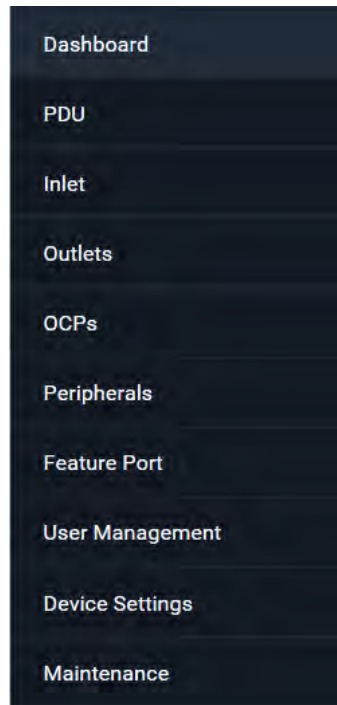 Dashboard
PDU
Inlet
Outlets
OCPs
Peripherals
Feature Port
User Management
Device Settings
Maintenance